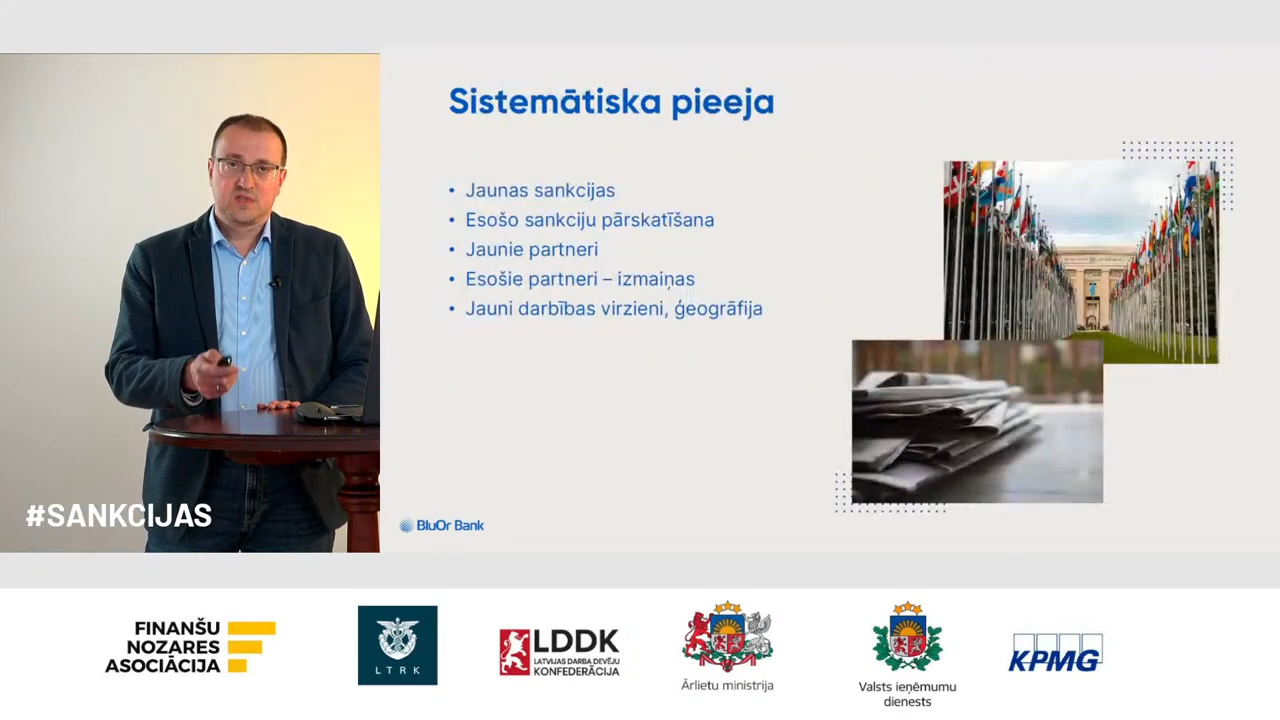 Sistemātiska pieeja
• Jaunas sankcijas
• Esošo sankciju pārskatīšana
• Jaunie partneri
• Esošie partneri – izmaiņas
• Jauni darbības virzieni, ģeogrāfija
#SANKCIJAS
BluOr Bank
FINANŠU
NOZARES
ASOCIĀCIJA
LTRK
LDDK
LATVIJAS DARBA DEVĒJU
KONFEDERĀCIJA
Ārlietu ministrija
Valsts ieņēmumu
dienests
KPMG